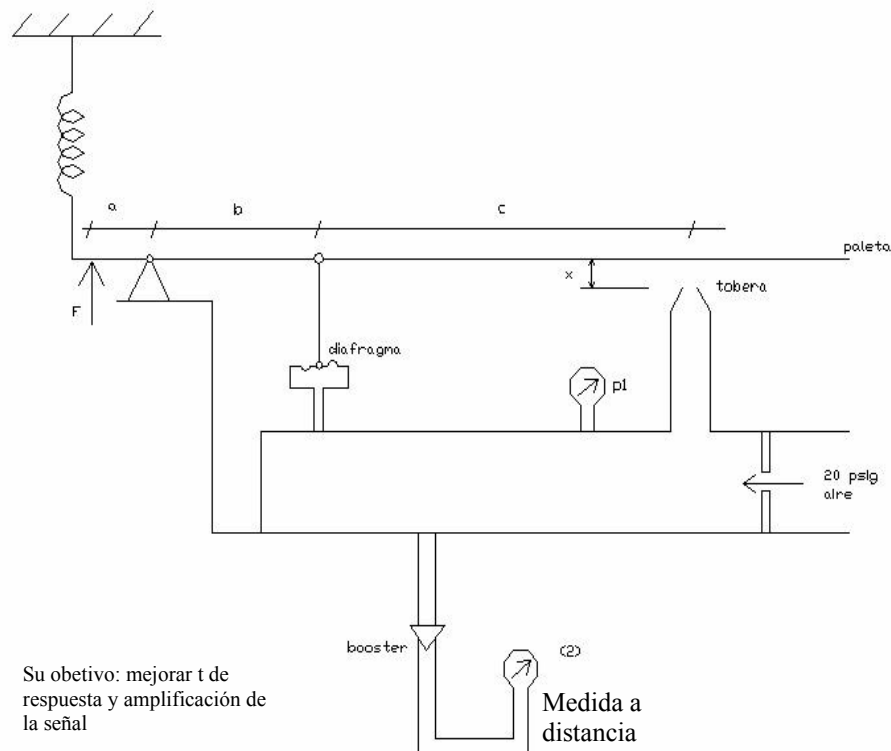 a
b
c
paleta
x
tobera
F
diafragma
p1
20 psig
aire
booster
(2)
Su obetivo: mejorar t de
respuesta y amplificación de
la señal
Medida a
distancia